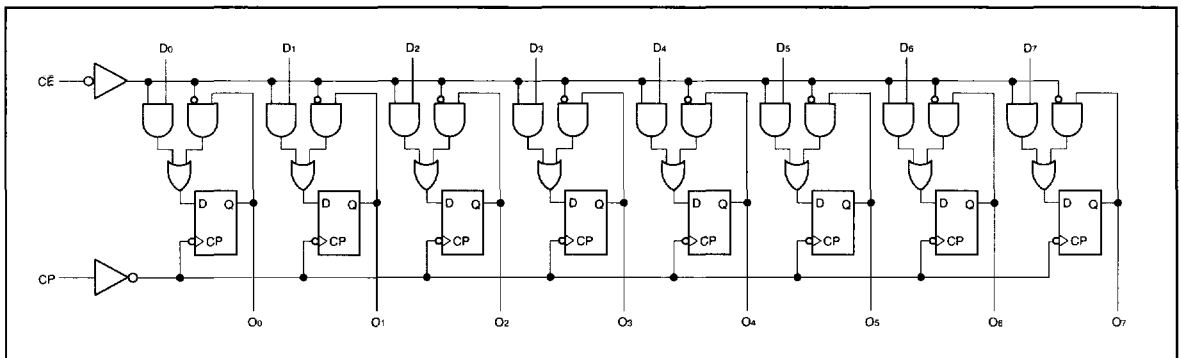 D0 D1 D2 D3 D4 D5 D6 D7
CE̅
D Q D Q D Q D Q D Q D Q D Q D Q
CP CP CP CP CP CP CP CP
CP
O0 O1 O2 O3 O4 O5 O6 O7